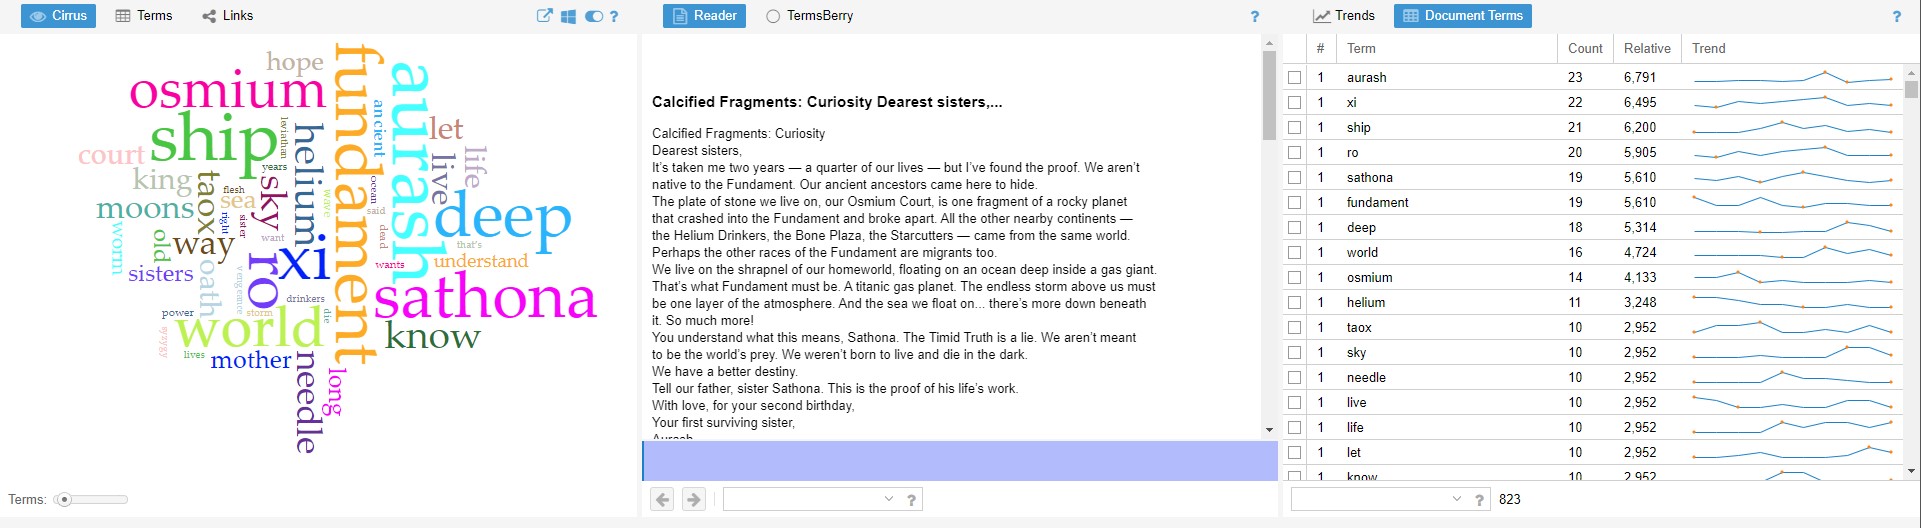 Cirrus Terms Links ?
hope
osmium
ship
court
king
moons
worm
old
sisters
way
taox
leviathan
years
flesh
sea
sky
right
sister
want
helium
wave
fundament
ancient
aurash
let
live
life
ocean
said
dead
deep
that's
wants
understand
xi
ro
oath
vengeance
drinkers
die
storm
power
world
syzygy
lives
mother
needle
long
sathona
know
Terms:
Reader TermsBerry ?
Calcified Fragments: Curiosity Dearest sisters,...
Calcified Fragments: Curiosity
Dearest sisters,
It’s taken me two years — a quarter of our lives — but I’ve found the proof. We aren’t
native to the Fundament. Our ancient ancestors came here to hide.
The plate of stone we live on, our Osmium Court, is one fragment of a rocky planet
that crashed into the Fundament and broke apart. All the other nearby continents —
the Helium Drinkers, the Bone Plaza, the Starcutters — came from the same world.
Perhaps the other races of the Fundament are migrants too.
We live on the shrapnel of our homeworld, floating on an ocean deep inside a gas giant.
That’s what Fundament must be. A titanic gas planet. The endless storm above us must
be one layer of the atmosphere. And the sea we float on... there’s more down beneath
it. So much more!
You understand what this means, Sathona. The Timid Truth is a lie. We aren’t meant
to be the world’s prey. We weren’t born to live and die in the dark.
We have a better destiny.
Tell our father, sister Sathona. This is the proof of his life’s work.
With love, for your second birthday,
Your first surviving sister,
Aurash
?
Trends Document Terms ?
# Term Count Relative Trend
1 aurash 23 6,791
1 xi 22 6,495
1 ship 21 6,200
1 ro 20 5,905
1 sathona 19 5,610
1 fundament 19 5,610
1 deep 18 5,314
1 world 16 4,724
1 osmium 14 4,133
1 helium 11 3,248
1 taox 10 2,952
1 sky 10 2,952
1 needle 10 2,952
1 live 10 2,952
1 life 10 2,952
1 let 10 2,952
1 know 10 2,952
? 823